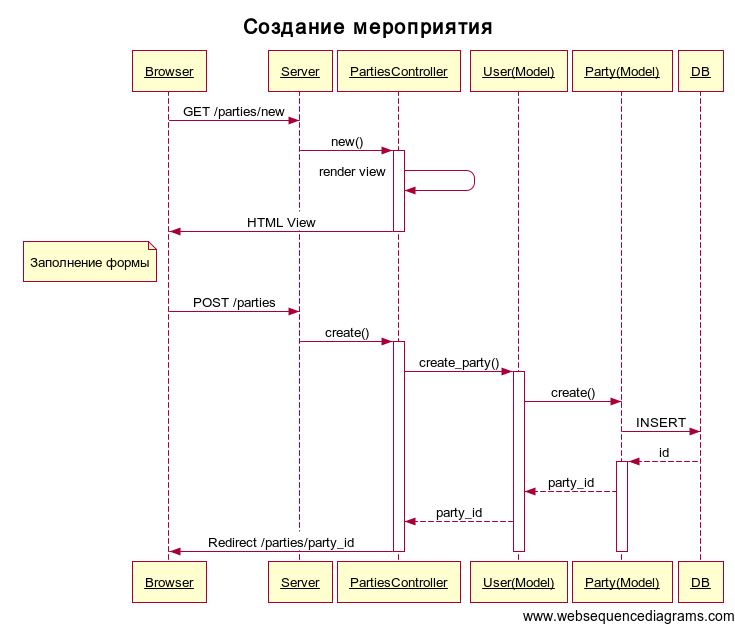 Создание мероприятия
Browser Server PartiesController User(Model) Party(Model) DB
GET /parties/new
new()
render view
HTML View
Заполнение формы
POST /parties
create()
create_party()
create()
INSERT
id
party_id
party_id
Redirect /parties/party_id
Browser Server PartiesController User(Model) Party(Model) DB
www.websequencediagrams.com